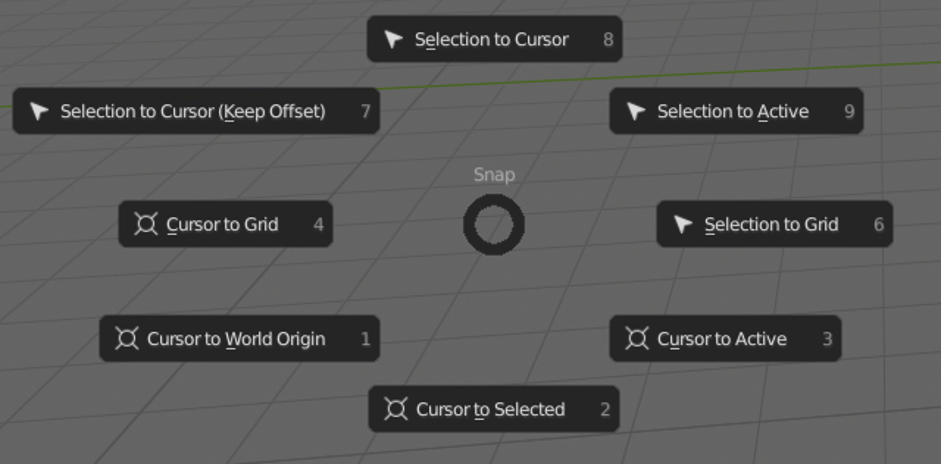 Selection to Cursor 8
Selection to Cursor (Keep Offset) 7
Selection to Active 9
Snap
Cursor to Grid 4
Selection to Grid 6
Cursor to World Origin 1
Cursor to Active 3
Cursor to Selected 2